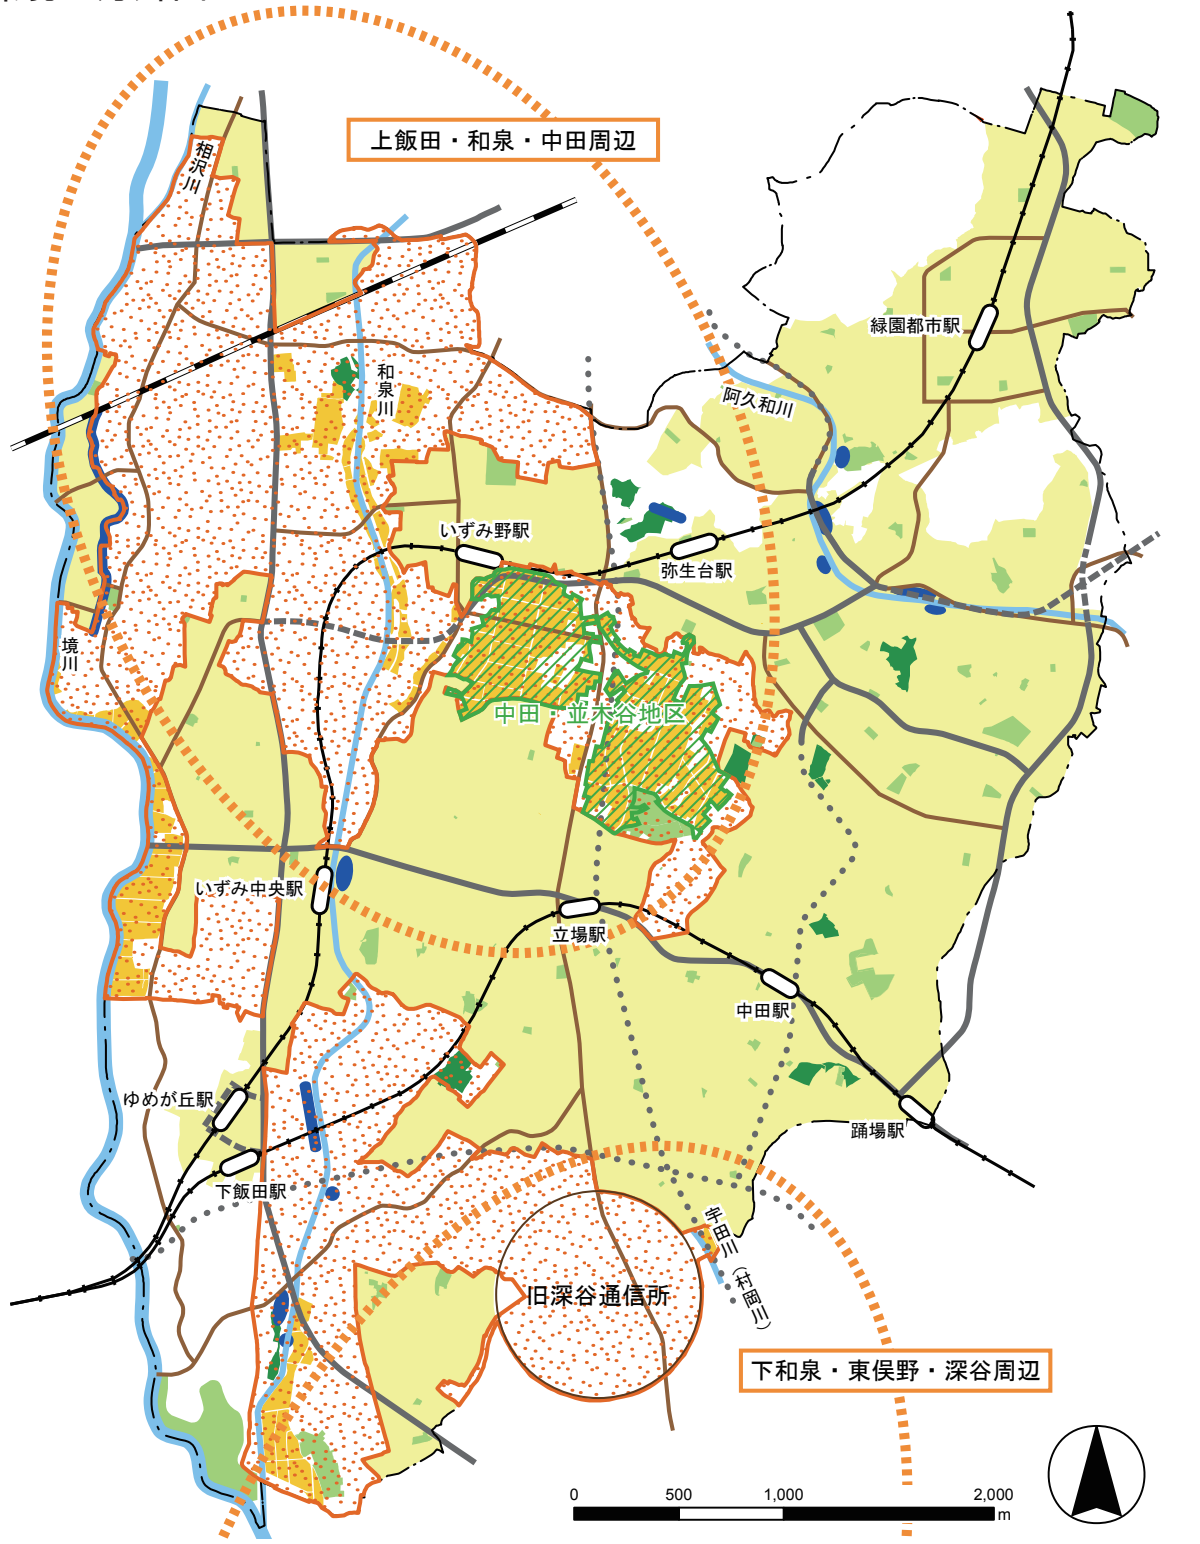 上飯田・和泉・中田周辺
相沢川
緑園都市駅
和泉川
阿久和川
いずみ野駅
弥生台駅
境川
中田・並木谷地区
いずみ中央駅
立場駅
中田駅
ゆめが丘駅
踊場駅
下飯田駅
宇田川(村岡川)
旧深谷通信所
下和泉・東俣野・深谷周辺
0 500 1,000 2,000
m